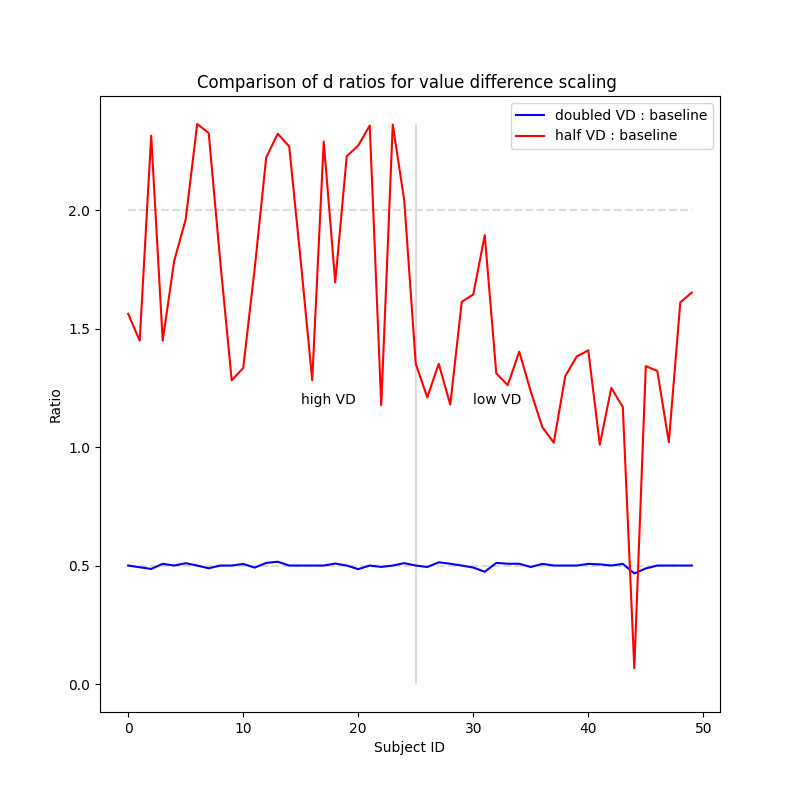 Comparison of d ratios for value difference scaling
doubled VD : baseline
half VD : baseline
2.0
1.5
1.0
0.5
0.0
Ratio
high VD
low VD
0
10
20
30
40
50
Subject ID